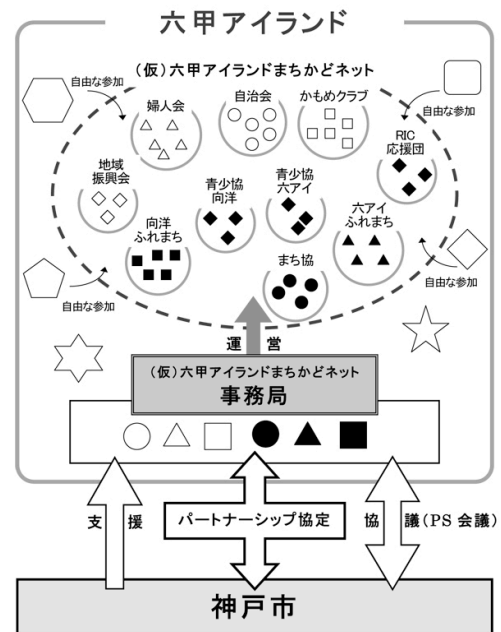 六甲アイランド
(仮)六甲アイランドまちかどネット
自由な参加
自由な参加
婦人会
自治会
かもめクラブ
RIC
応援団
地域
振興会
青少協
向洋
青少協
六アイ
向洋
ふれまち
六アイ
ふれまち
まち協
自由な参加
自由な参加
運営
(仮)六甲アイランドまちかどネット
事務局
支援
パートナーシップ協定
協議(PS会議)
神戸市